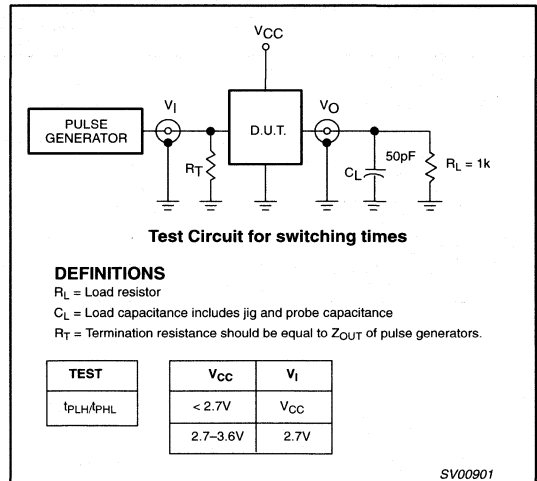 VCC
VI
VO
PULSE
GENERATOR
D.U.T.
RT
50pF
CL
RL = 1k
Test Circuit for switching times
DEFINITIONS
RL = Load resistor
CL = Load capacitance includes jig and probe capacitance
RT = Termination resistance should be equal to ZOUT of pulse generators.
TEST
tPLH/tPHL
VCC VI
< 2.7V VCC
2.7–3.6V 2.7V
SV00901